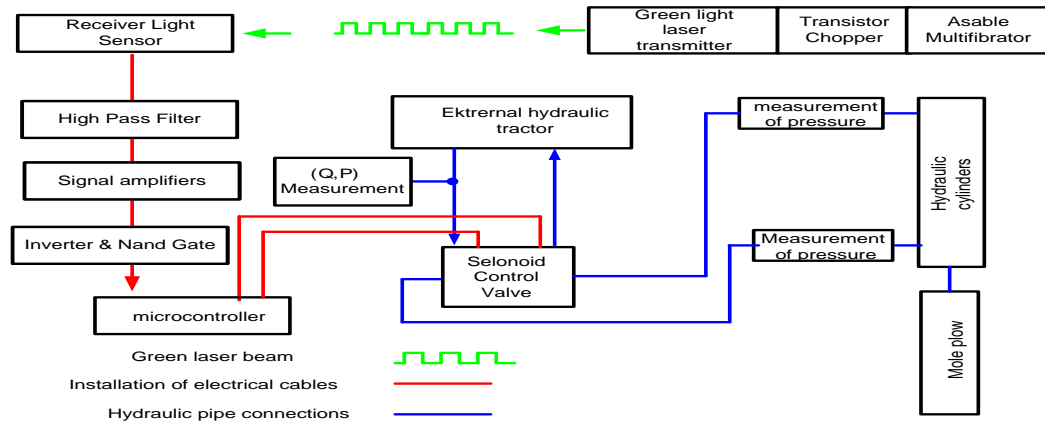 Receiver Light
Sensor
Green light
laser
transmitter
Transistor
Chopper
Asable
Multifibrator
High Pass Filter
Ektrernal hydraulic
tractor
measurement
of pressure
Signal amplifiers
(Q,P)
Measurement
Hydraulic
cylinders
Inverter & Nand Gate
Selonoid
Control
Valve
Measurement
of pressure
microcontroller
Mole plow
Green laser beam
Installation of electrical cables
Hydraulic pipe connections